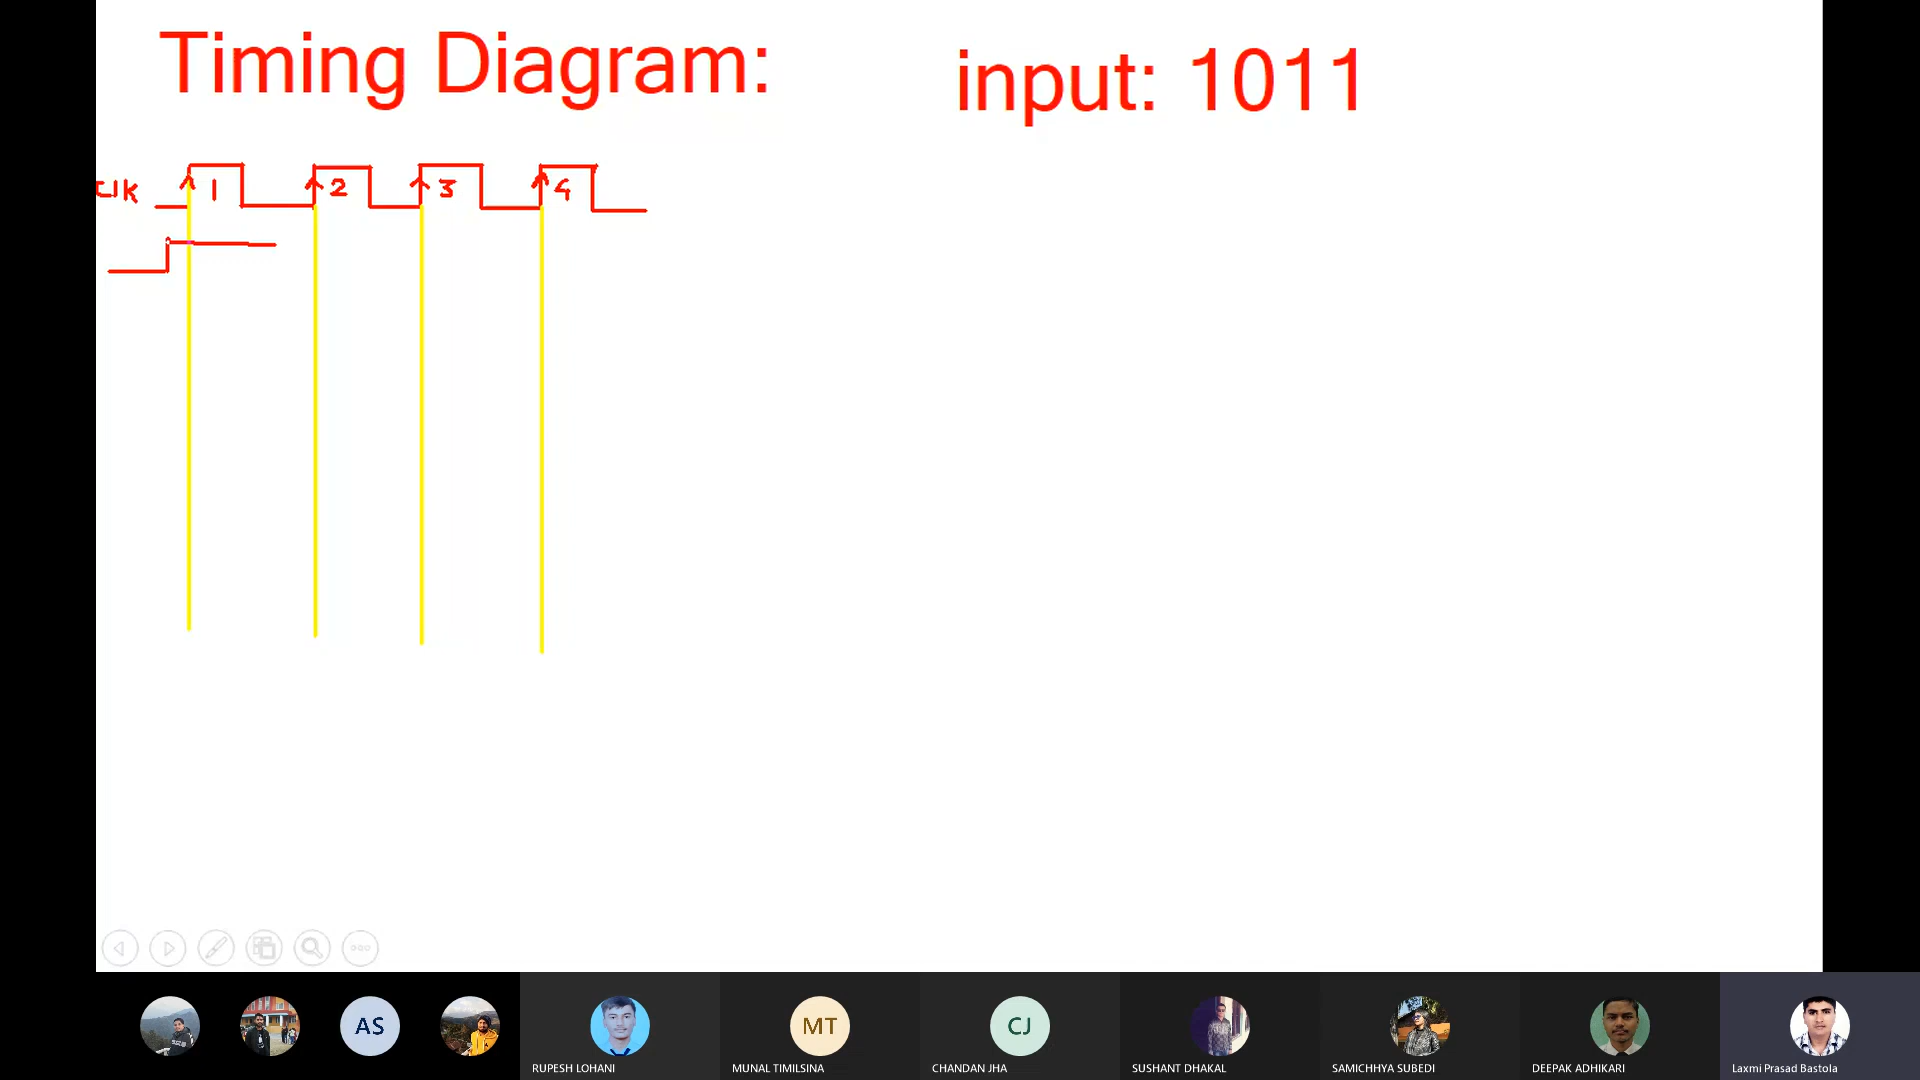 Timing Diagram:
input: 1011
Clk 1 2 3 4
AS
RUPESH LOHANI
MT
MUNAL TIMILSINA
CJ
CHANDAN JHA
SUSHANT DHAKAL
SAMICHHYA SUBEDI
DEEPAK ADHIKARI
Laxmi Prasad Bastola